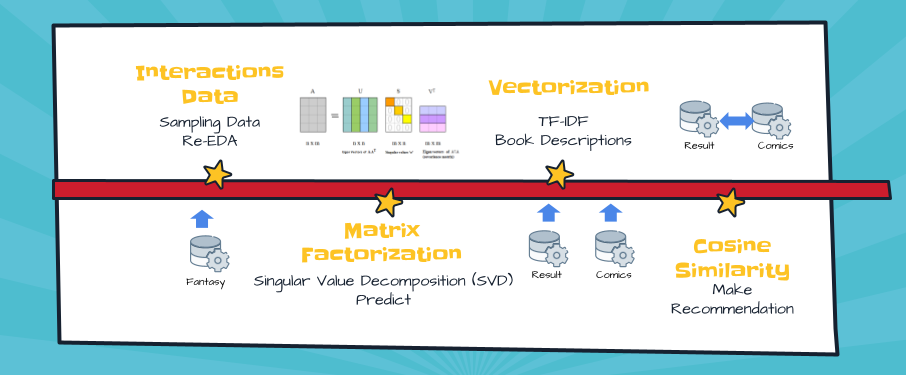 Interactions
Data
Sampling Data
Re-EDA
A
U
S
V^T
=
Vectorization
TF-IDF
Book Descriptions
Result
Comics
Fantasy
Matrix
Factorization
Singular Value Decomposition (SVD)
Predict
Result
Comics
Cosine
Similarity
Make
Recommendation